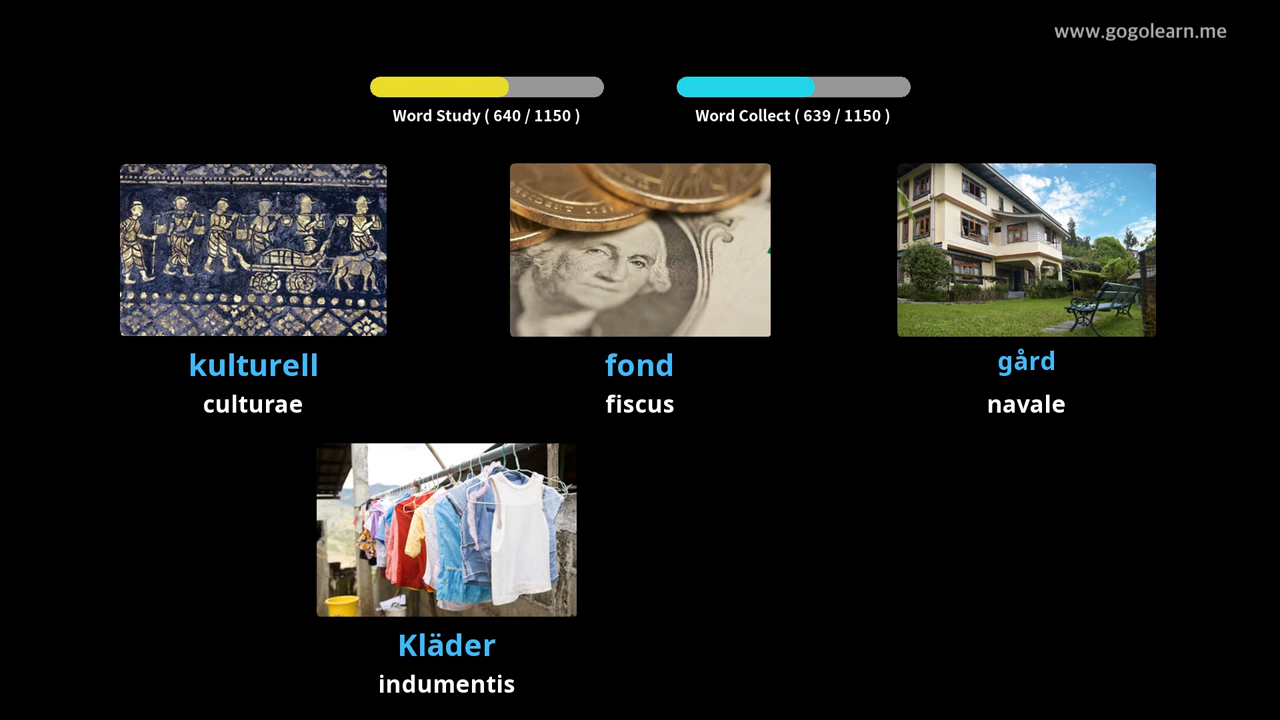 www.gogolearn.me
Word Study ( 640 / 1150 )
Word Collect ( 639 / 1150 )
kulturell
culturae
fond
fiscus
gård
navale
Kläder
indumentis